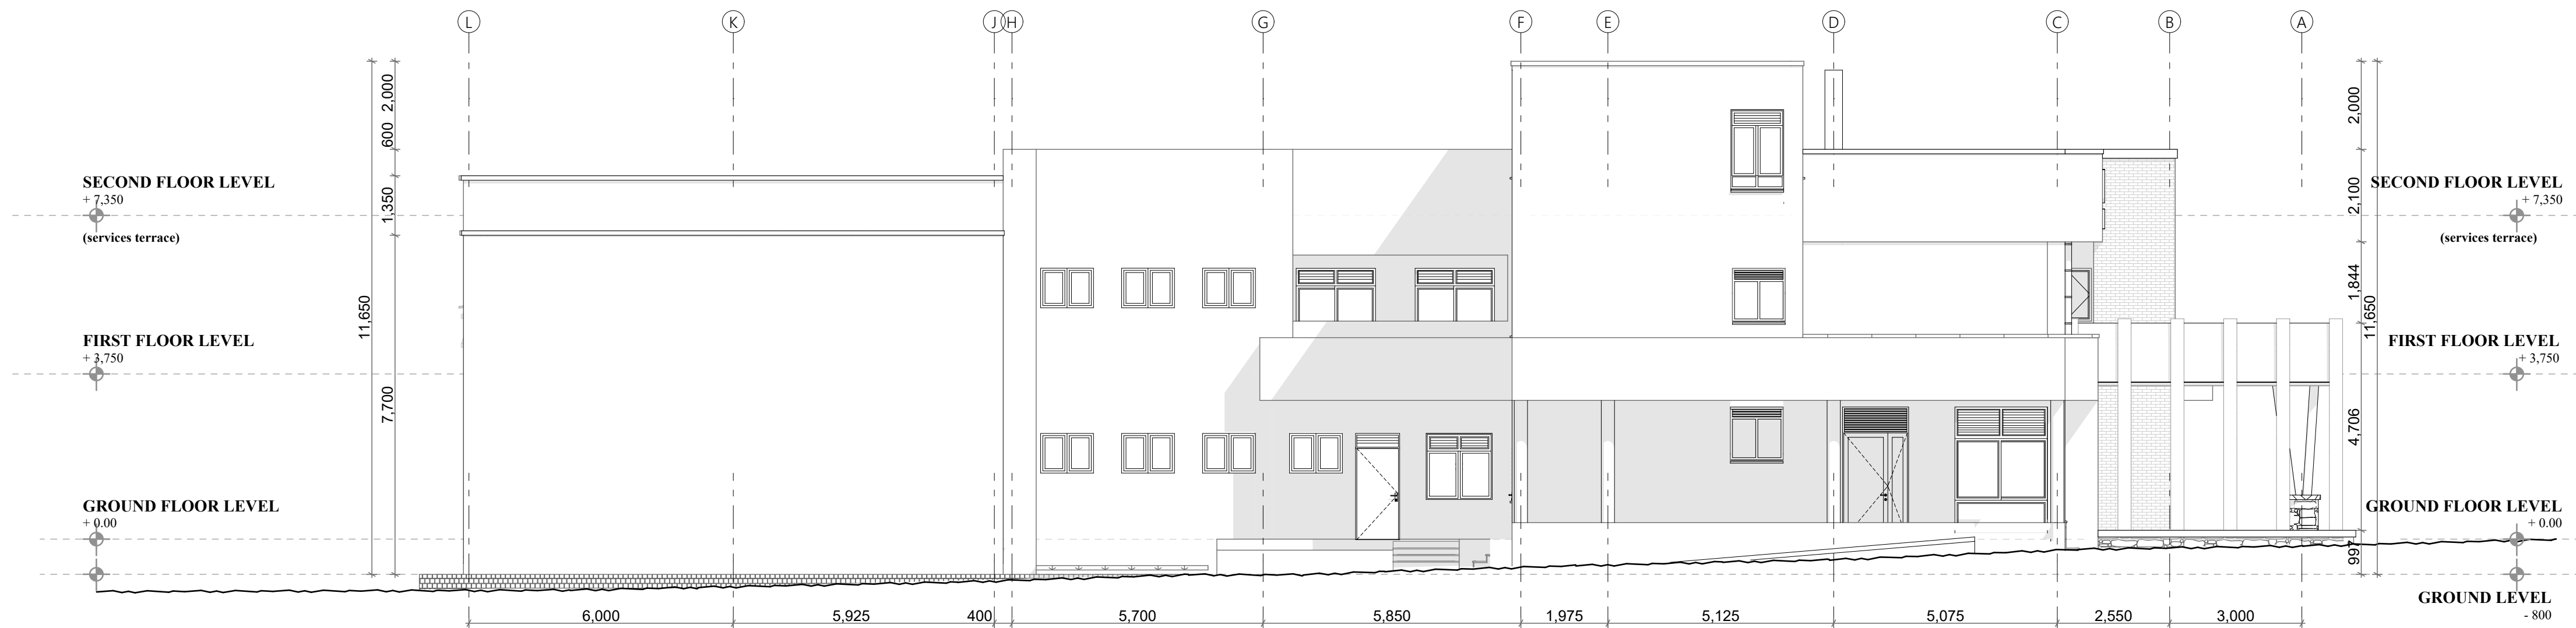 L K J H G F E D C B A
2,000
600
1,350
7,700
11,650
SECOND FLOOR LEVEL
+ 7,350
(services terrace)
FIRST FLOOR LEVEL
+ 3,750
GROUND FLOOR LEVEL
+ 0.00
2,000
2,100
1,844
4,706
997
11,650
SECOND FLOOR LEVEL
+ 7,350
(services terrace)
FIRST FLOOR LEVEL
+ 3,750
GROUND FLOOR LEVEL
+ 0.00
GROUND LEVEL
- 800
6,000 5,925 400 5,700 5,850 1,975 5,125 5,075 2,550 3,000